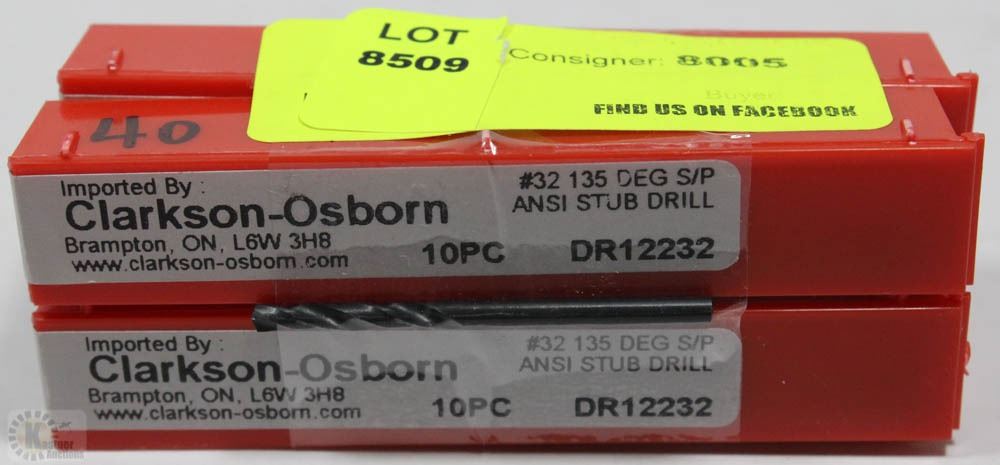 LOT
8509
Consigner: 8005
Buyer
FIND US ON FACEBOOK
40
Imported By :
Clarkson-Osborn
Brampton, ON, L6W 3H8
www.clarkson-osborn.com
10PC
#32 135 DEG S/P
ANSI STUB DRILL
DR12232
Imported By :
Clarkson-Osborn
Brampton, ON, L6W 3H8
www.clarkson-osborn.com
10PC
#32 135 DEG S/P
ANSI STUB DRILL
DR12232
Kastner
Auctions